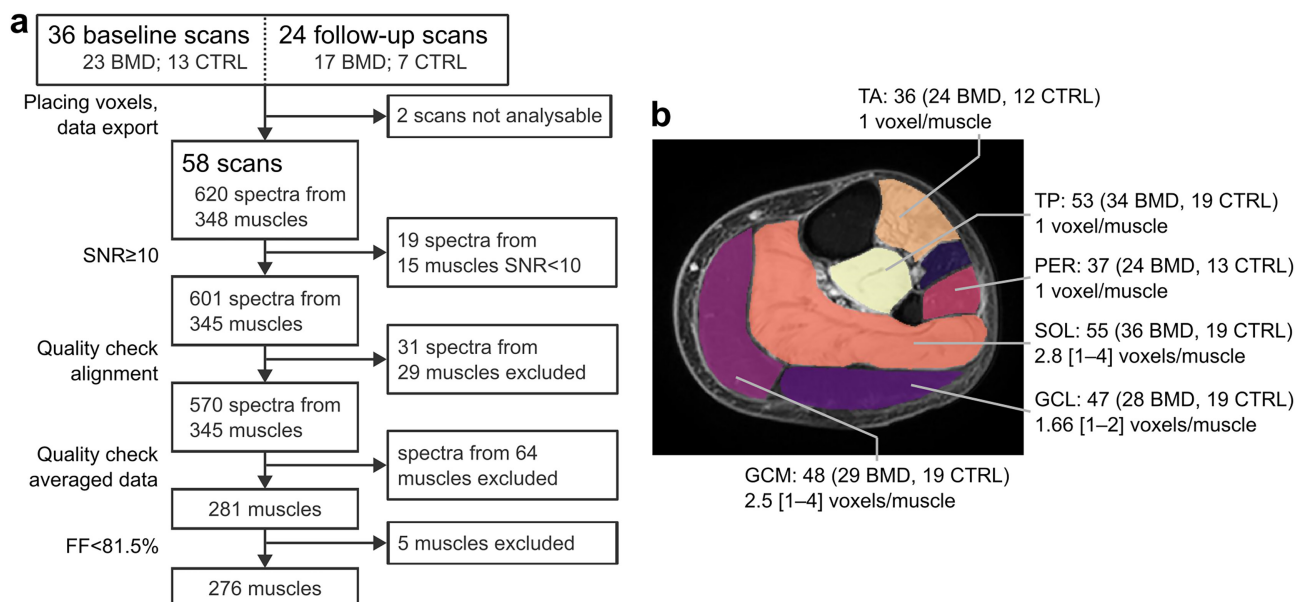 a
36 baseline scans
23 BMD; 13 CTRL
24 follow-up scans
17 BMD; 7 CTRL
Placing voxels,
data export
2 scans not analysable
58 scans
620 spectra from
348 muscles
SNR≥10
19 spectra from
15 muscles SNR<10
601 spectra from
345 muscles
Quality check
alignment
31 spectra from
29 muscles excluded
570 spectra from
345 muscles
Quality check
averaged data
spectra from 64
muscles excluded
281 muscles
FF<81.5%
5 muscles excluded
276 muscles
b
TA: 36 (24 BMD, 12 CTRL)
1 voxel/muscle
TP: 53 (34 BMD, 19 CTRL)
1 voxel/muscle
PER: 37 (24 BMD, 13 CTRL)
1 voxel/muscle
SOL: 55 (36 BMD, 19 CTRL)
2.8 [1–4] voxels/muscle
GCL: 47 (28 BMD, 19 CTRL)
1.66 [1–2] voxels/muscle
GCM: 48 (29 BMD, 19 CTRL)
2.5 [1–4] voxels/muscle